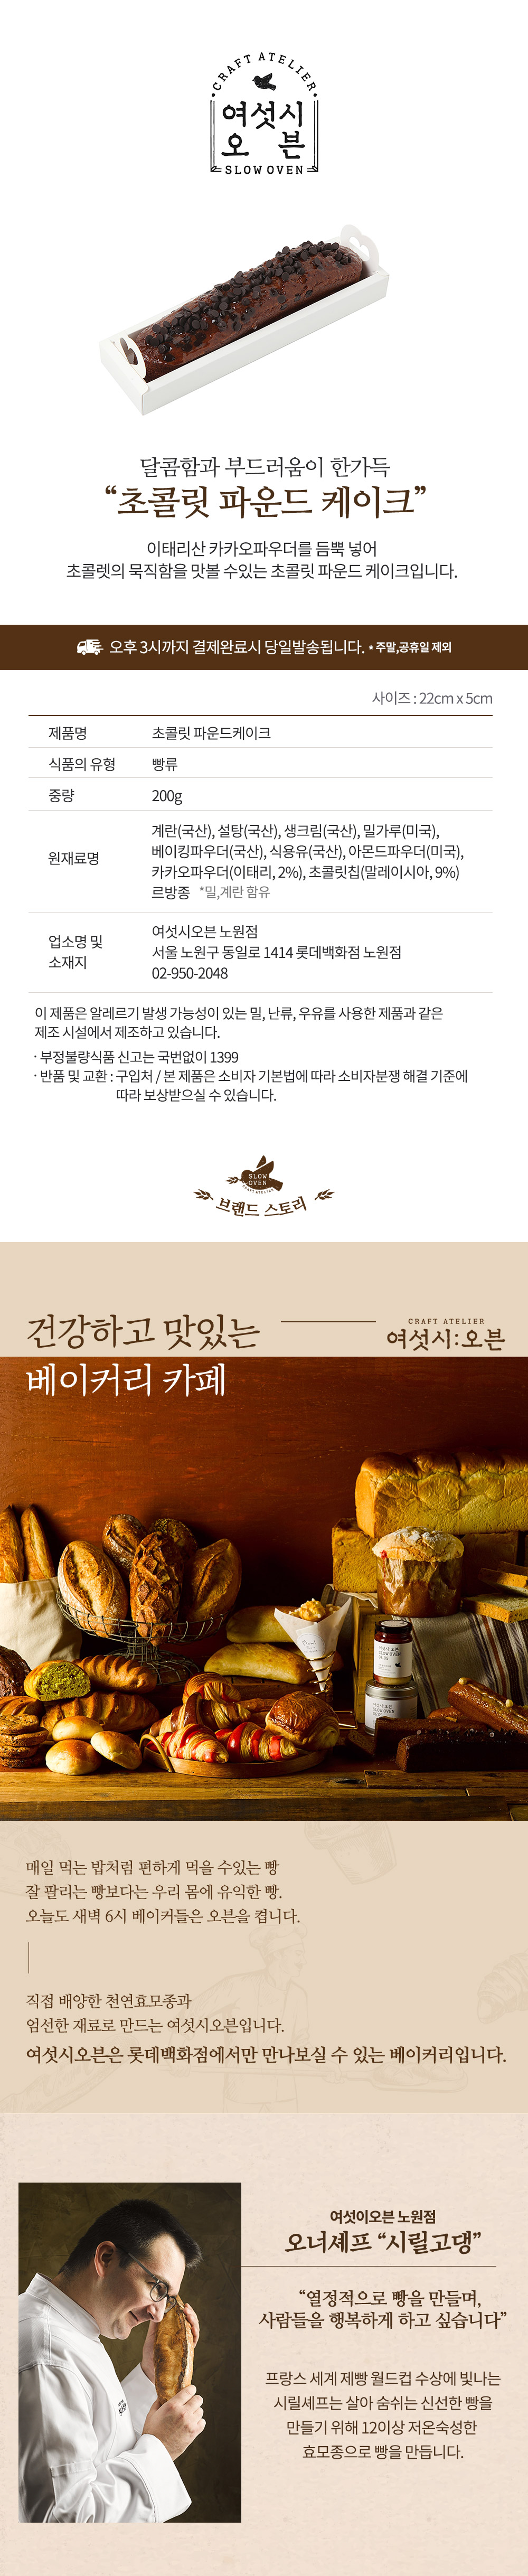 CRAFT ATELIER
여섯시
오븐
SLOW OVEN
달콤함과 부드러움이 한가득
“초콜릿 파운드 케이크”
이태리산 카카오파우더를 듬뿍 넣어
초콜렛의 묵직함을 맛볼 수있는 초콜릿 파운드 케이크입니다.
오후 3시까지 결제완료시 당일발송됩니다. * 주말,공휴일 제외
사이즈 : 22cm x 5cm
제품명 초콜릿 파운드케이크
식품의 유형 빵류
중량 200g
원재료명
계란(국산), 설탕(국산), 생크림(국산), 밀가루(미국),
베이킹파우더(국산), 식용유(국산), 아몬드파우더(미국),
카카오파우더(이태리, 2%), 초콜릿칩(말레이시아, 9%)
르방종 *밀,계란 함유
업소명 및
소재지
여섯시오븐 노원점
서울 노원구 동일로 1414 롯데백화점 노원점
02-950-2048
이 제품은 알레르기 발생 가능성이 있는 밀, 난류, 우유를 사용한 제품과 같은
제조 시설에서 제조하고 있습니다.
· 부정불량식품 신고는 국번없이 1399
· 반품 및 교환 : 구입처 / 본 제품은 소비자 기본법에 따라 소비자분쟁 해결 기준에
따라 보상받으실 수 있습니다.
SLOW
OVEN
CRAFT ATELIER
브랜드 스토리
건강하고 맛있는
CRAFT ATELIER
여섯시:오븐
베이커리 카페
여섯시 오븐
SLOW OVEN
매일 먹는 밥처럼 편하게 먹을 수있는 빵
잘 팔리는 빵보다는 우리 몸에 유익한 빵.
오늘도 새벽 6시 베이커들은 오븐을 켭니다.
직접 배양한 천연효모종과
엄선한 재료로 만드는 여섯시오븐입니다.
여섯시오븐은 롯데백화점에서만 만나보실 수 있는 베이커리입니다.
여섯이오븐 노원점
오너셰프 “시릴고댕”
“열정적으로 빵을 만들며,
사람들을 행복하게 하고 싶습니다”
프랑스 세계 제빵 월드컵 수상에 빛나는
시릴셰프는 살아 숨쉬는 신선한 빵을
만들기 위해 12이상 저온숙성한
효모종으로 빵을 만듭니다.